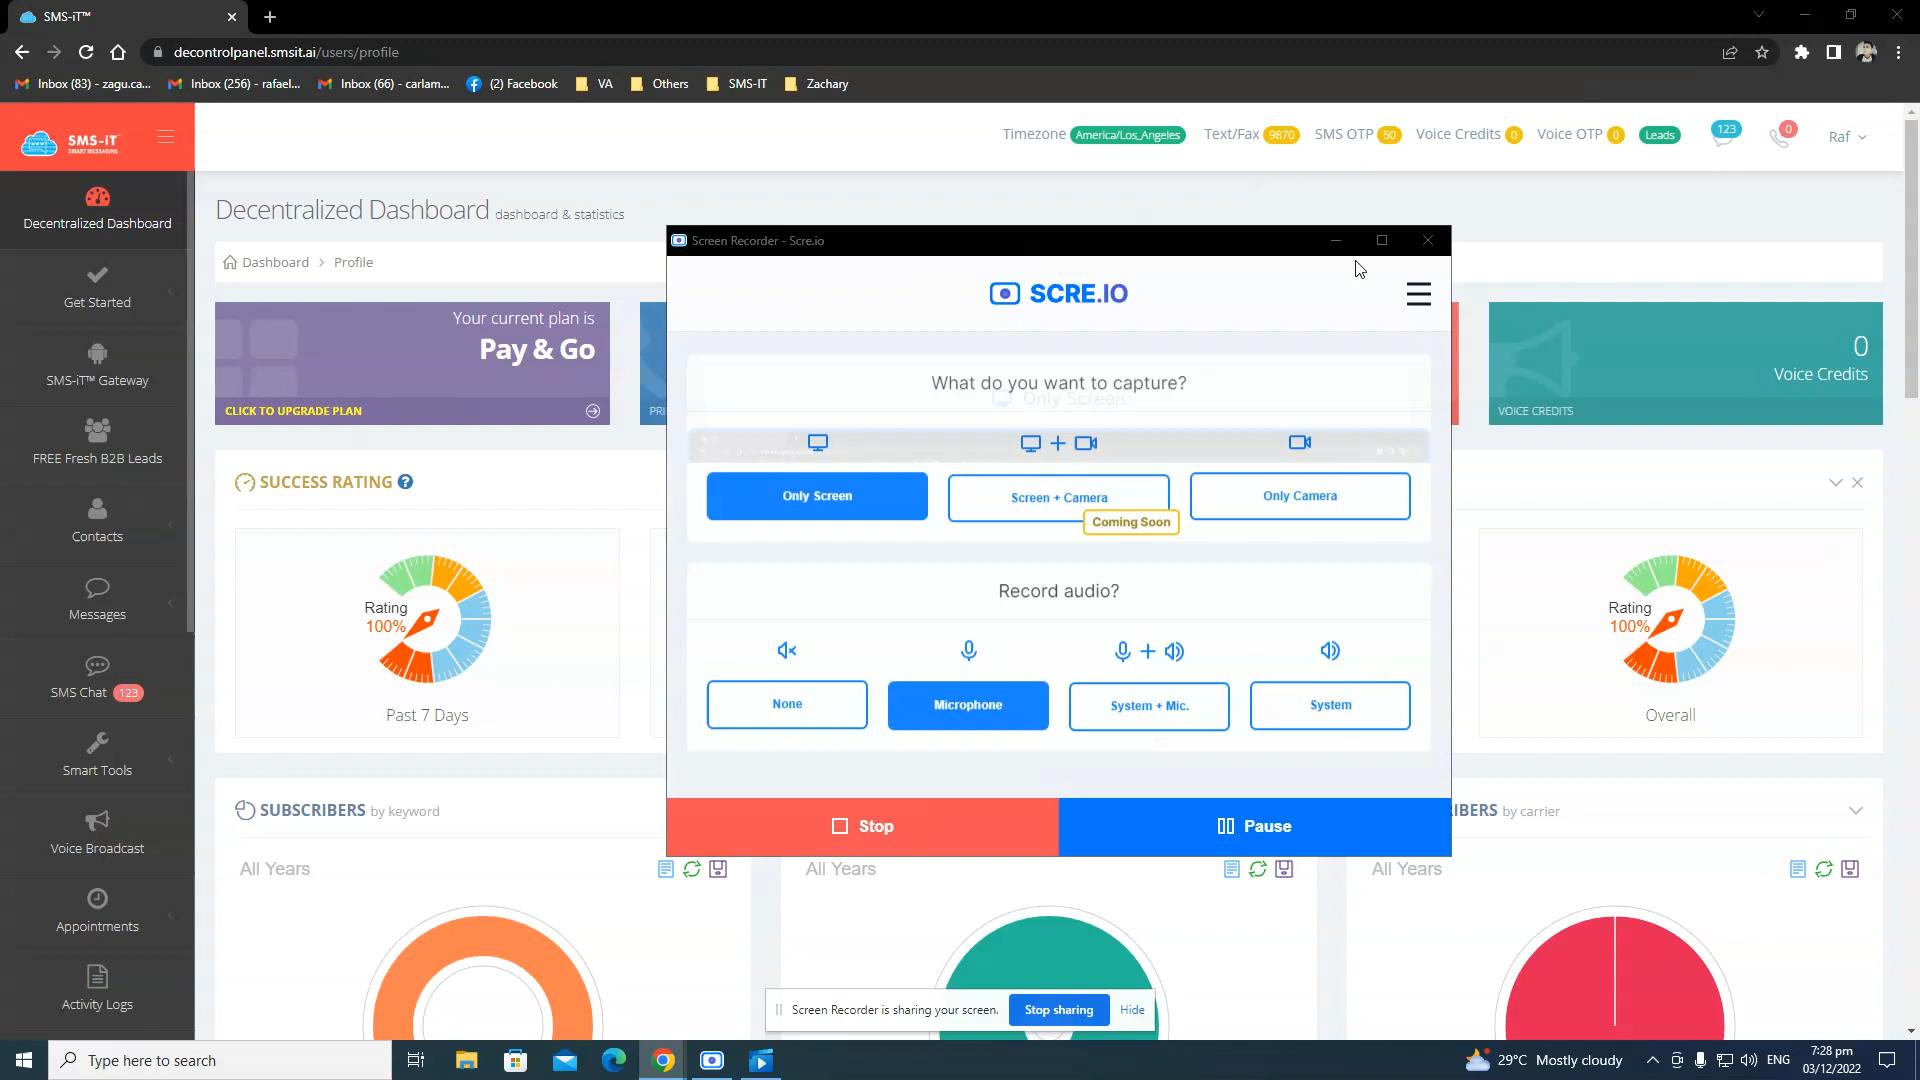 SMS-iT™
decontrolpanel.smsit.ai/users/profile
Inbox (83) - zagu.ca...
Inbox (256) - rafael...
Inbox (66) - carlam...
(2) Facebook
VA
Others
SMS-IT
Zachary
SMS-iT
SMART MESSAGING
Timezone America/Los_Angeles
Text/Fax 9870
SMS OTP 50
Voice Credits 0
Voice OTP 0
Leads
123
0
Raf
Decentralized Dashboard
Get Started
SMS-iT™ Gateway
FREE Fresh B2B Leads
Contacts
Messages
SMS Chat 123
Smart Tools
Voice Broadcast
Appointments
Activity Logs
Decentralized Dashboard dashboard & statistics
Dashboard > Profile
Your current plan is
Pay & Go
CLICK TO UPGRADE PLAN
PRI
0
Voice Credits
VOICE CREDITS
SUCCESS RATING ?
Rating
100%
Past 7 Days
Rating
100%
Overall
SUBSCRIBERS by keyword
All Years
All Years
IBERS by carrier
All Years
Screen Recorder - Scre.io
SCRE.IO
What do you want to capture?
Only Screen
Only Screen
Screen + Camera
Coming Soon
Only Camera
Record audio?
None
Microphone
System + Mic.
System
Stop
Pause
Screen Recorder is sharing your screen.
Stop sharing
Hide
Type here to search
29°C Mostly cloudy
ENG
7:28 pm
03/12/2022